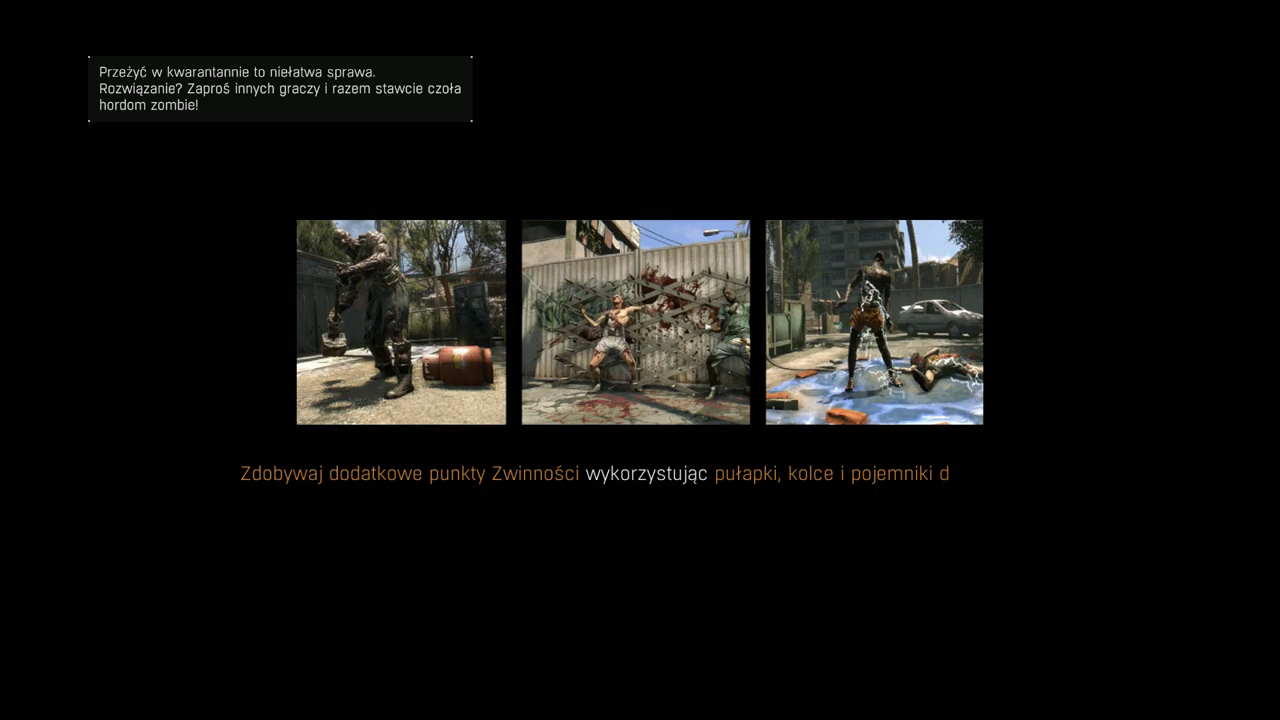 Przeżyć w kwarantannie to niełatwa sprawa.
Rozwiązanie? Zaproś innych graczy i razem stawcie czoła
hordom zombie!
Zdobywaj dodatkowe punkty Zwinności wykorzystując pułapki, kolce i pojemniki d